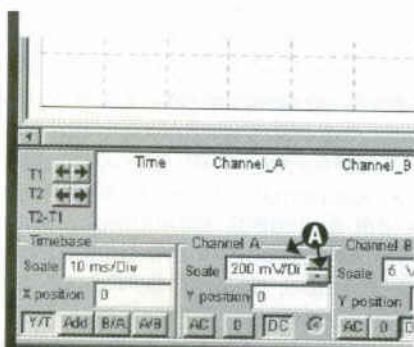 Time Channel_A Channel_B
T1
T2
T2-T1
Timebase Channel A Channel B
A
Scale 10 ms/Div Scale 200 mV/Di Scale
X position 0 Y position 0 Y position
Y/T Add B/A A/B AC 0 DC AC 0